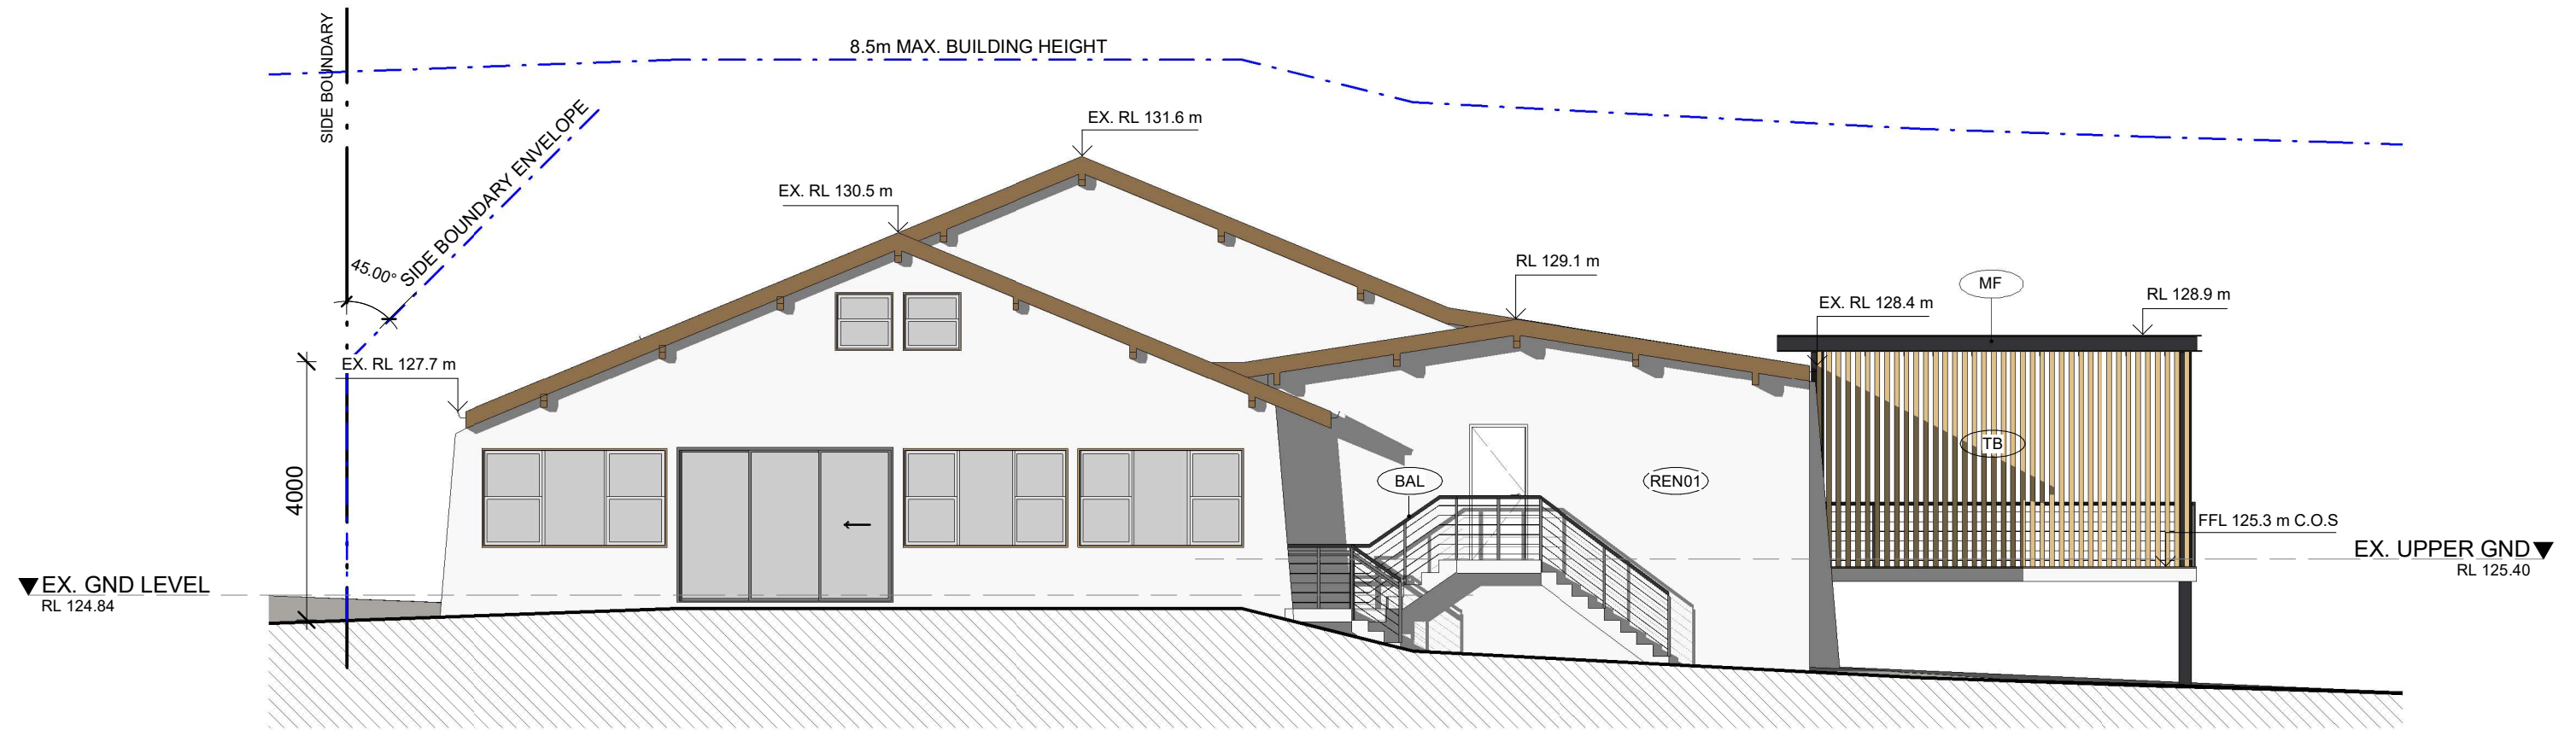 SIDE BOUNDARY
8.5m MAX. BUILDING HEIGHT
SIDE BOUNDARY ENVELOPE
45.00°
EX. RL 131.6 m
EX. RL 130.5 m
RL 129.1 m
MF
EX. RL 128.4 m
RL 128.9 m
EX. RL 127.7 m
4000
TB
BAL
REN01
FFL 125.3 m C.O.S
EX. UPPER GND
RL 125.40
EX. GND LEVEL
RL 124.84